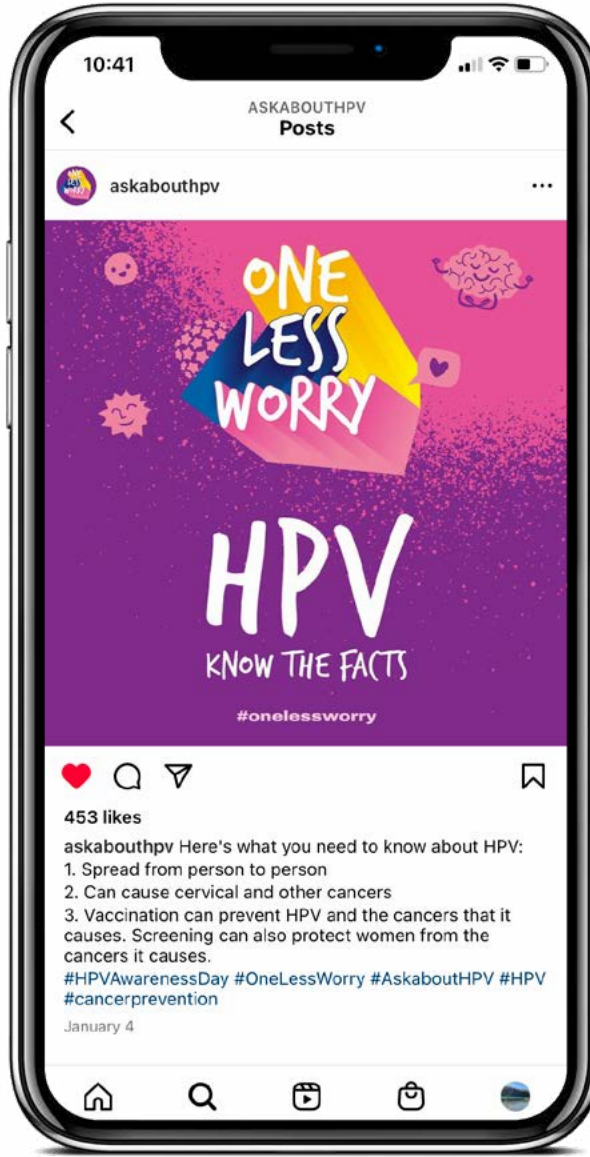 10:41
ASKABOUTHPV
Posts
askabouthpv
ONE
LESS
WORRY
ONE
LESS
WORRY
HPV
KNOW THE FACTS
#onelessworry
453 likes
askabouthpv Here's what you need to know about HPV:
1. Spread from person to person
2. Can cause cervical and other cancers
3. Vaccination can prevent HPV and the cancers that it
causes. Screening can also protect women from the
cancers it causes.
#HPVAwarenessDay #OneLessWorry #AskaboutHPV #HPV
#cancerprevention
January 4